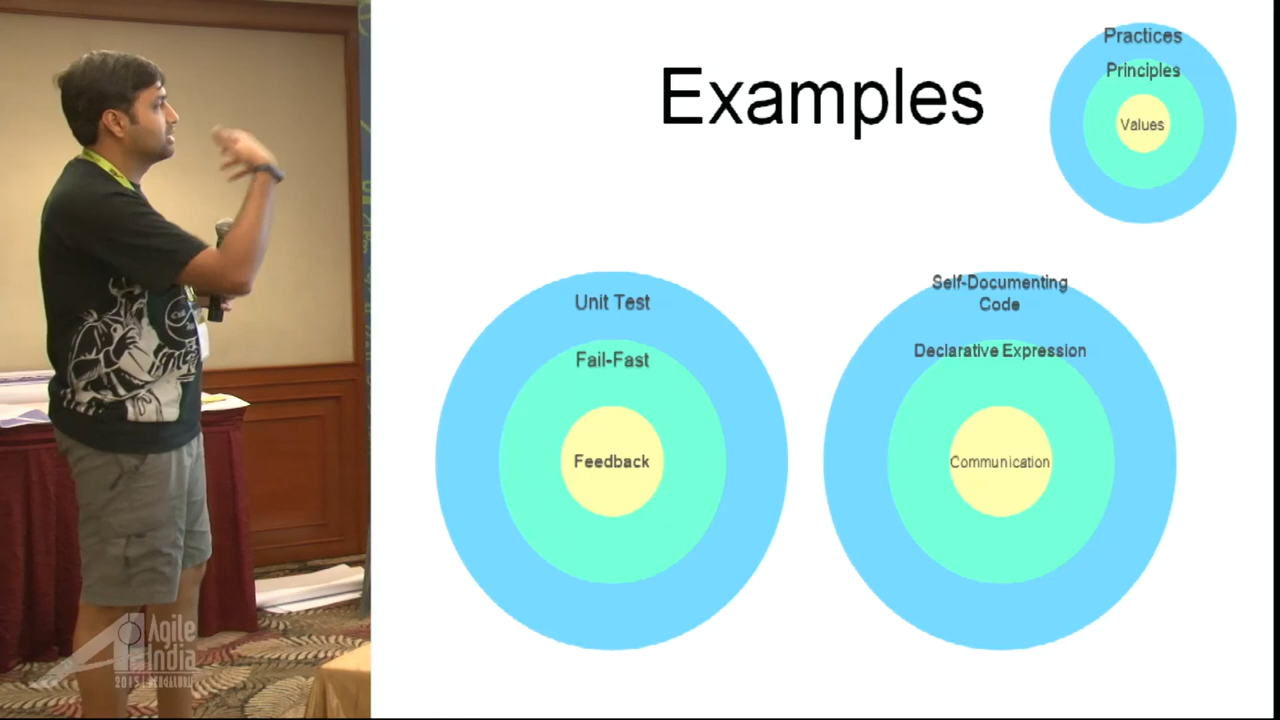 Examples
Practices
Principles
Values
Unit Test
Fail-Fast
Feedback
Self-Documenting
Code
Declarative Expression
Communication
Agile
India
2015 | BENGALURU